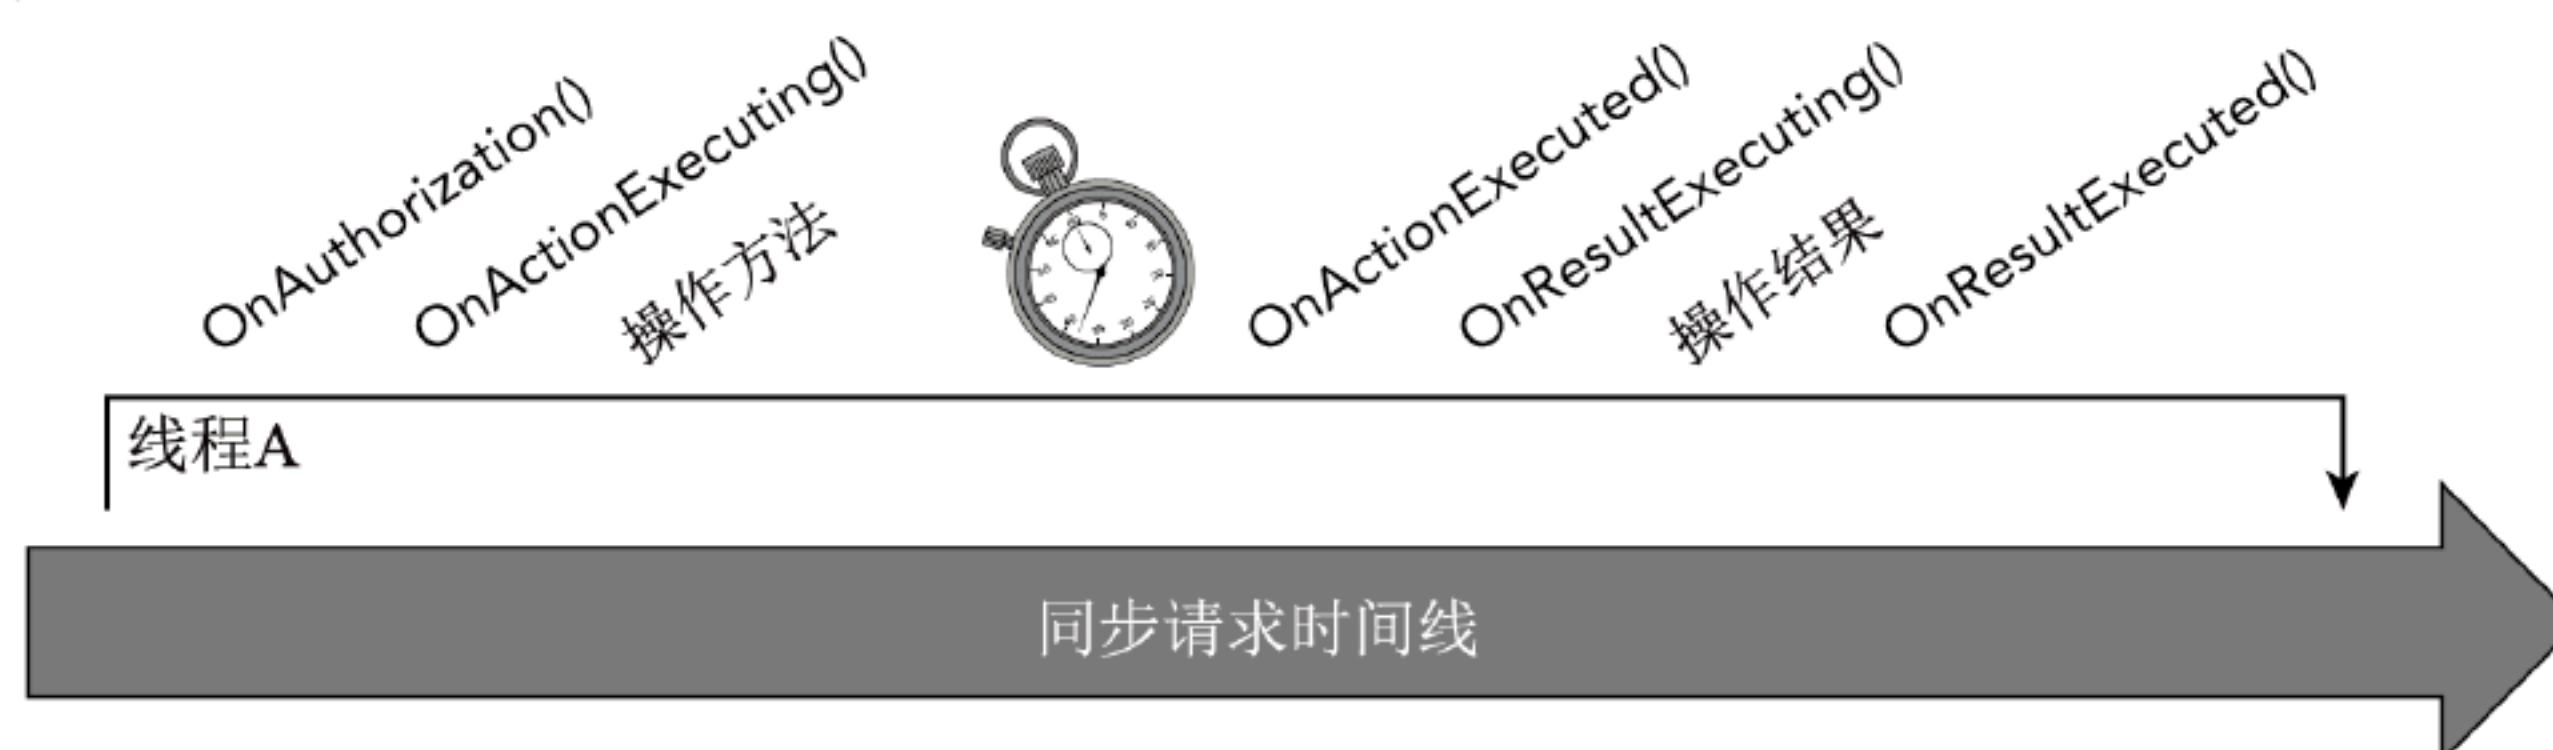 OnAuthorization()
OnActionExecuting()
操作方法
OnActionExecuted()
OnResultExecuting()
操作结果
OnResultExecuted()
线程A
同步请求时间线